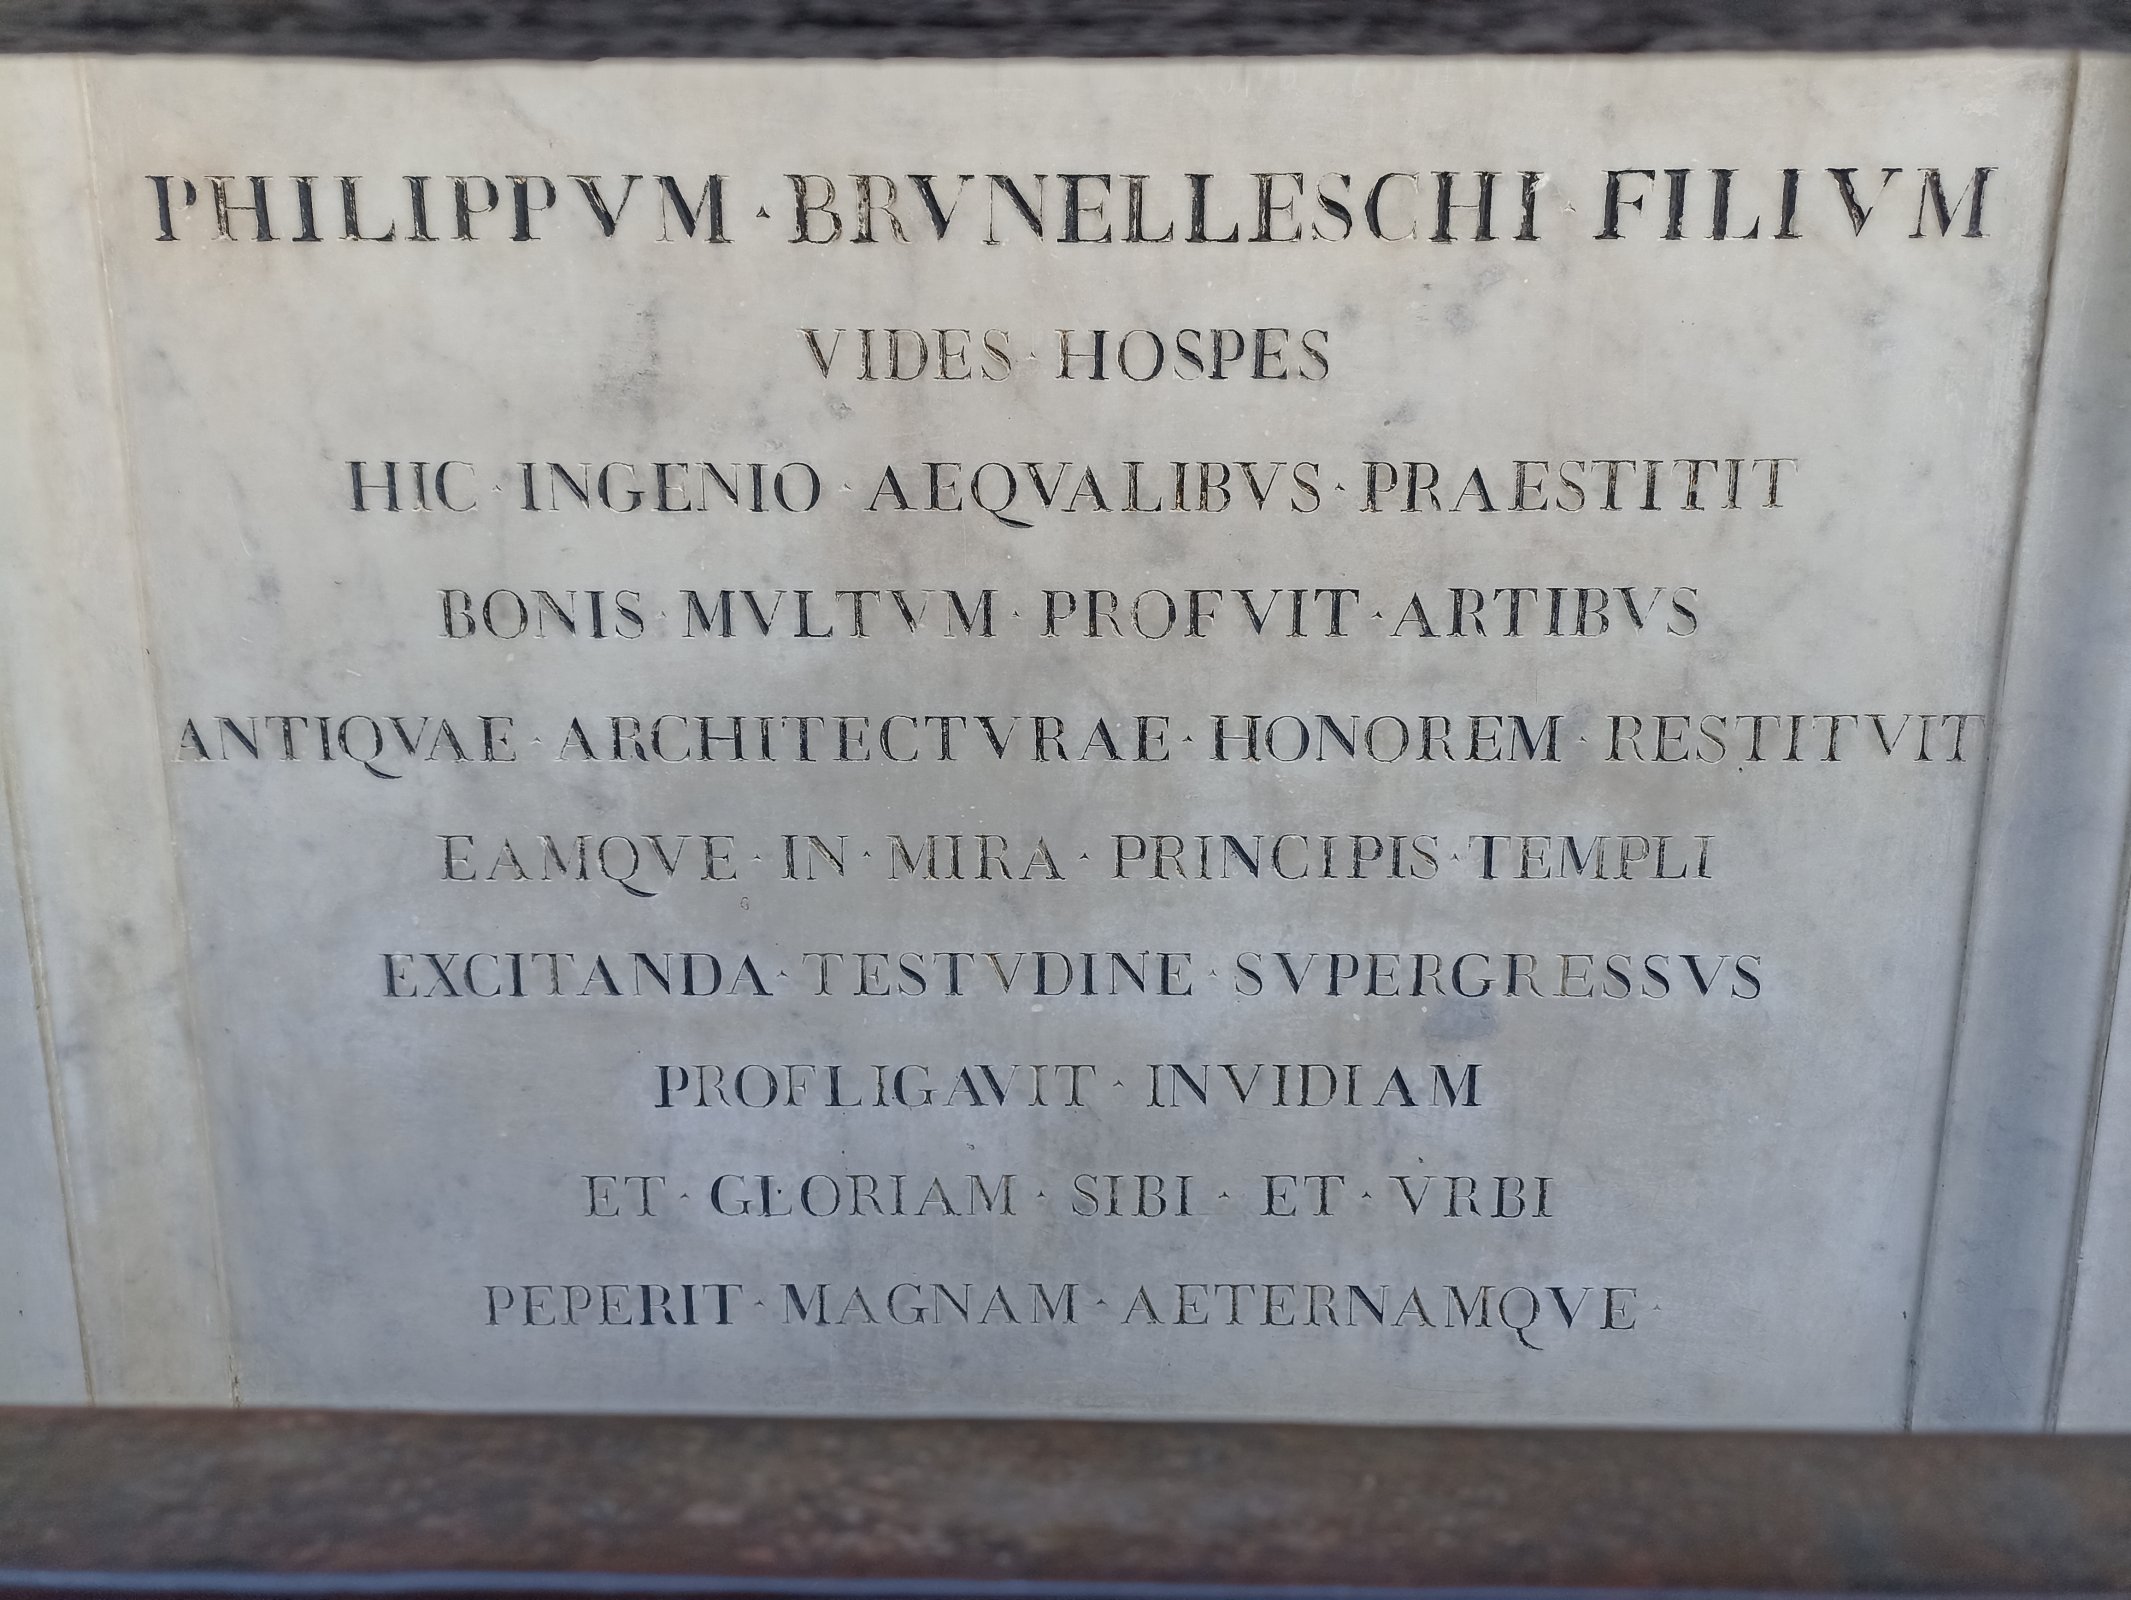 PHILIPPVM · BRVNELLESCHI · FILIVM
VIDES · HOSPES
HIC · INGENIO · AEQVALIBVS · PRAESTITIT
BONIS · MVLTVM · PROFVIT · ARTIBVS
ANTIQVAE · ARCHITECTVRAE · HONOREM · RESTITVIT
EAMQVE · IN · MIRA · PRINCIPIS · TEMPLI
EXCITANDA · TESTVDINE · SVPERGRESSVS
PROFLIGAVIT · INVIDIAM
ET · GLORIAM · SIBI · ET · VRBI
PEPERIT · MAGNAM · AETERNAMQVE ·